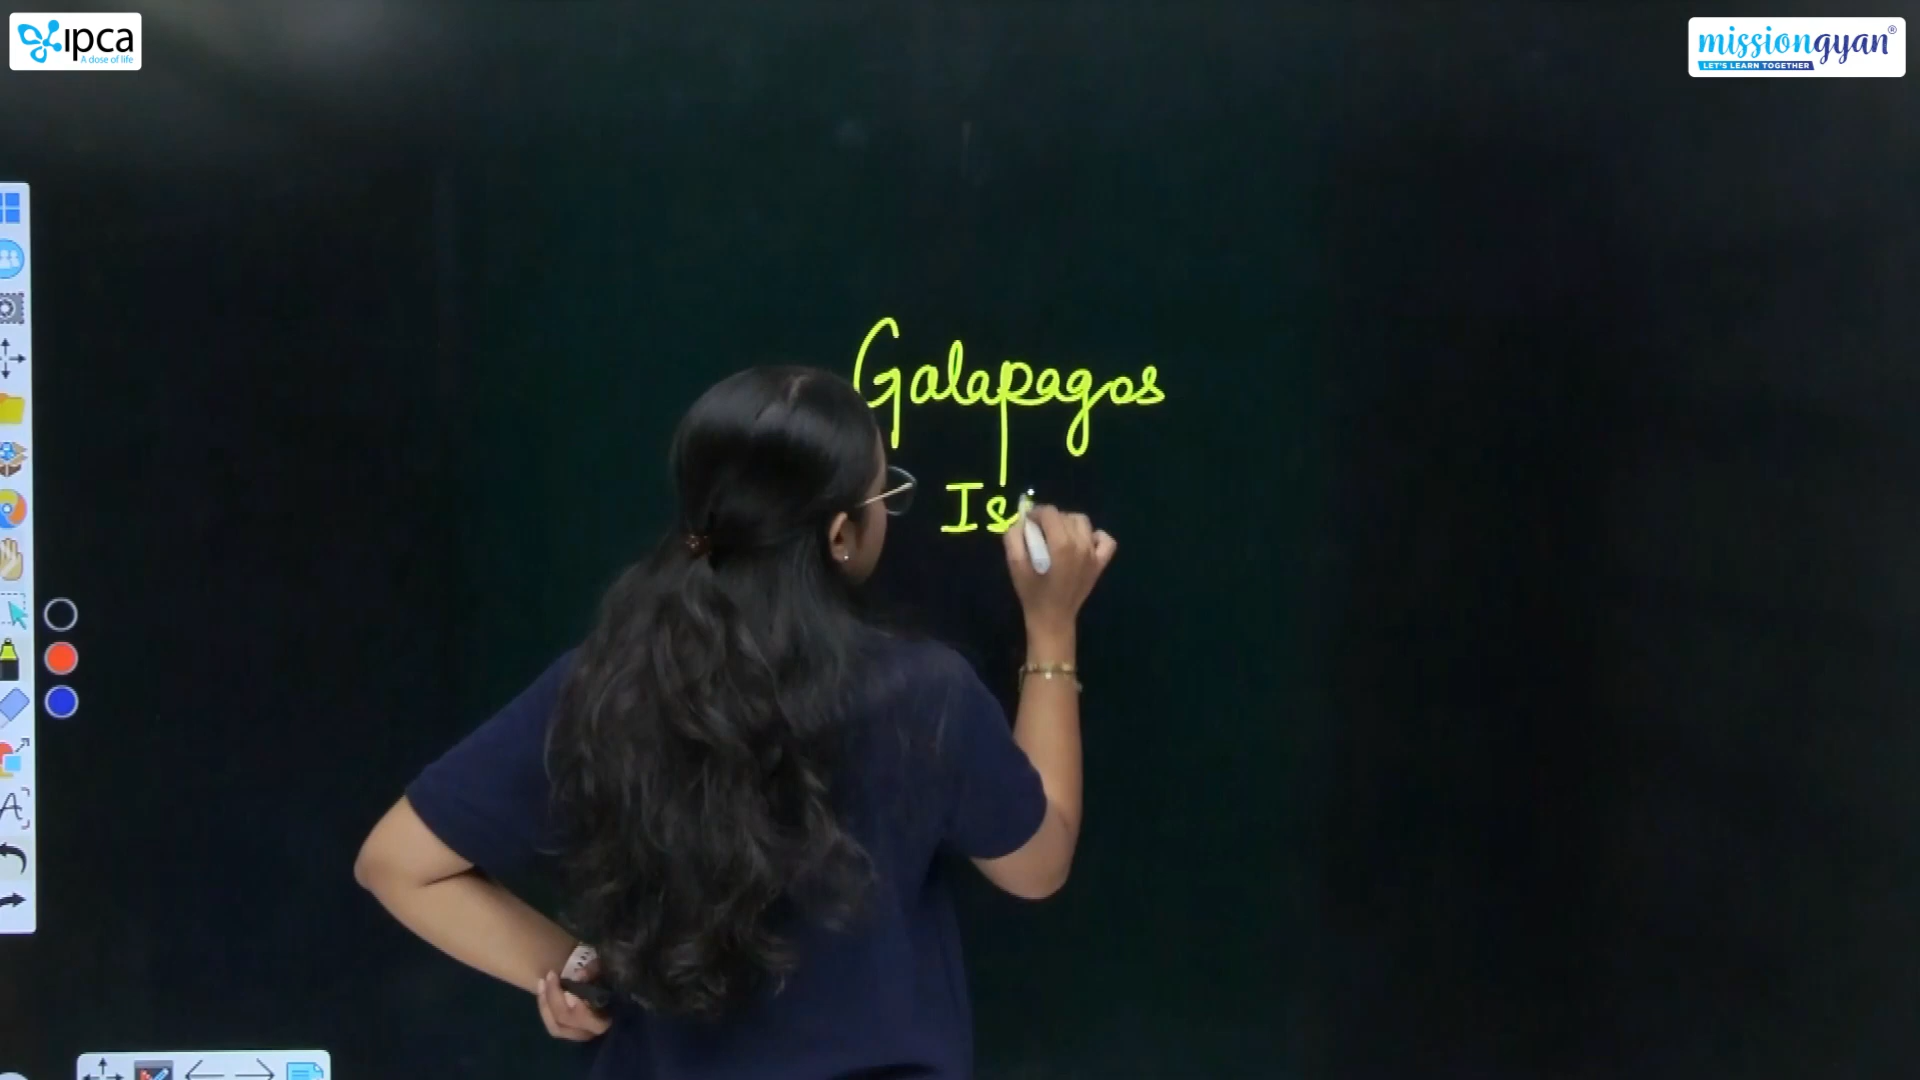 ipca
A dose of life
missiongyan®
LET'S LEARN TOGETHER
Galapagos
Is